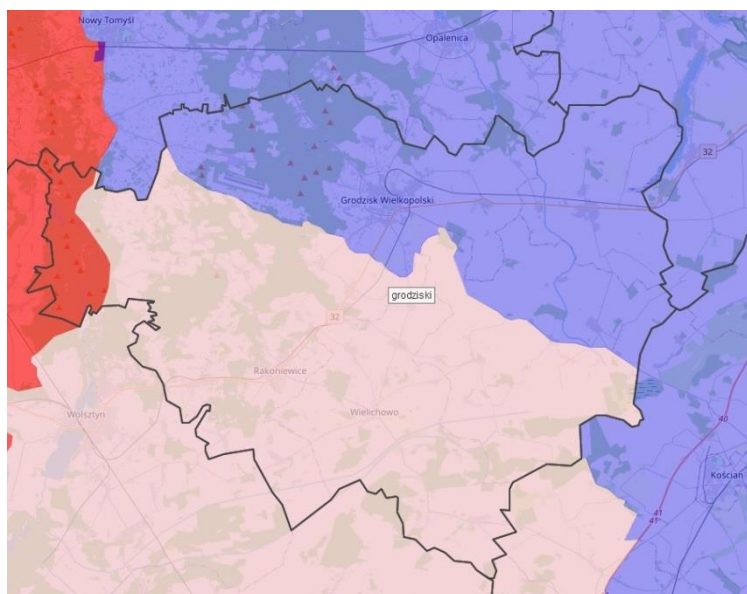 Nowy Tomyśl
Opalenica
32
Grodzisk Wielkopolski
grodziski
32
Rakoniewice
Wielichowo
Wolsztyn
40
Kościan
41
41